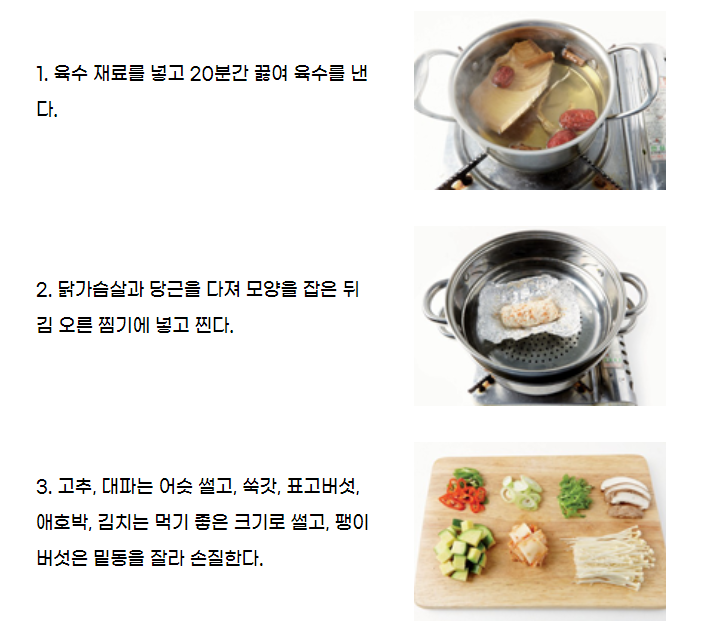 1. 육수 재료를 넣고 20분간 끓여 육수를 낸
다.
2. 닭가슴살과 당근을 다져 모양을 잡은 뒤
김 오른 찜기에 넣고 찐다.
3. 고추, 대파는 어슷 썰고, 쑥갓, 표고버섯,
애호박, 김치는 먹기 좋은 크기로 썰고, 팽이
버섯은 밑동을 잘라 손질한다.